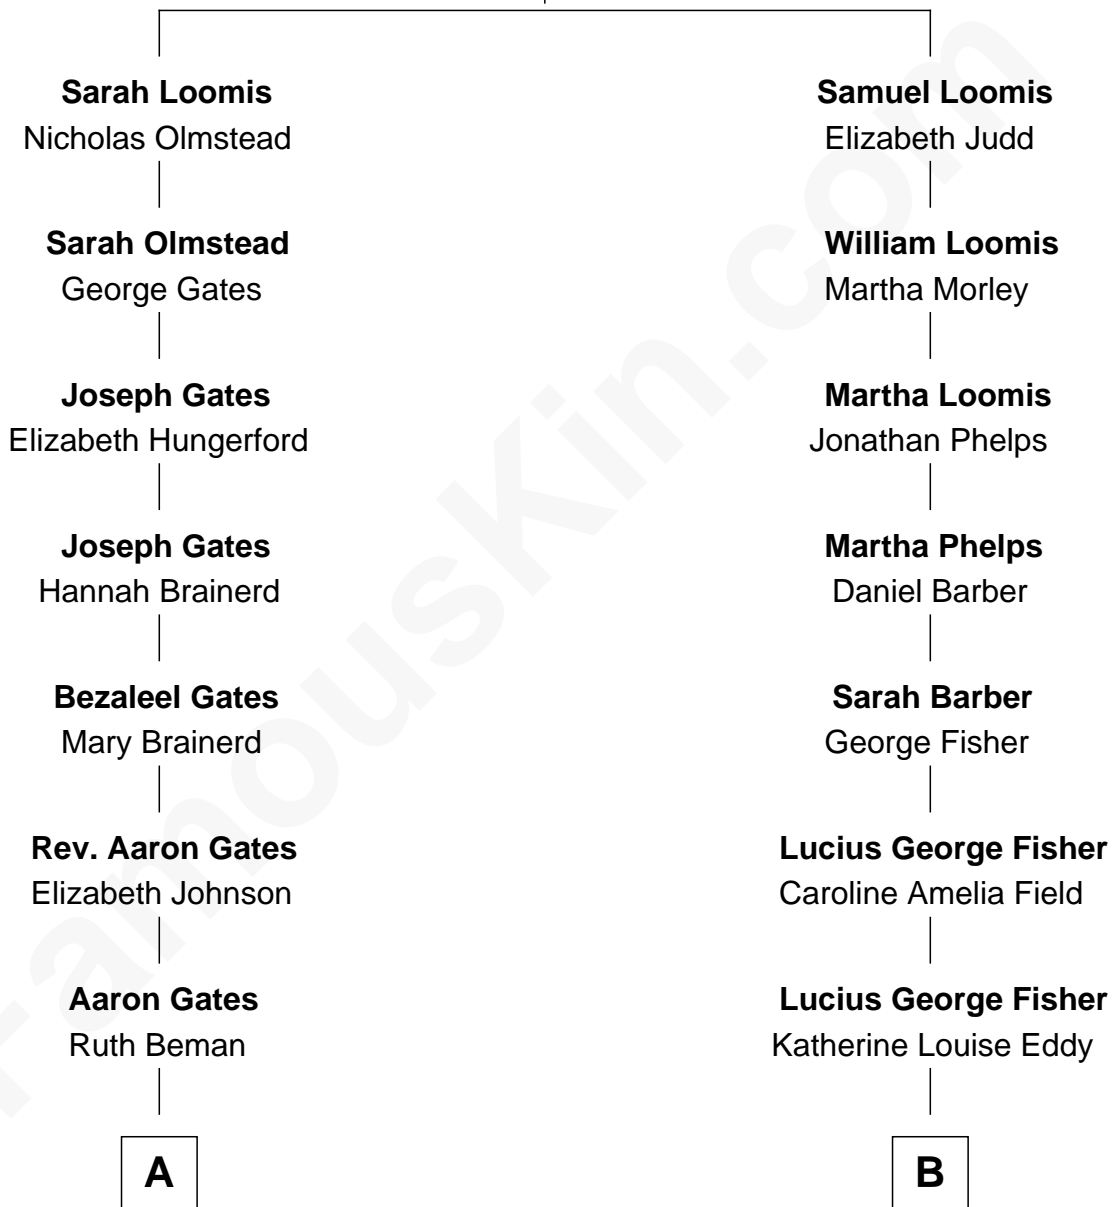 Sarah Loomis
Nicholas Olmstead
Sarah Olmstead
George Gates
Joseph Gates
Elizabeth Hungerford
Joseph Gates
Hannah Brainerd
Bezaleel Gates
Mary Brainerd
Rev. Aaron Gates
Elizabeth Johnson
Aaron Gates
Ruth Beman
A
Samuel Loomis
Elizabeth Judd
William Loomis
Martha Morley
Martha Loomis
Jonathan Phelps
Martha Phelps
Daniel Barber
Sarah Barber
George Fisher
Lucius George Fisher
Caroline Amelia Field
Lucius George Fisher
Katherine Louise Eddy
B
FamousKin.com